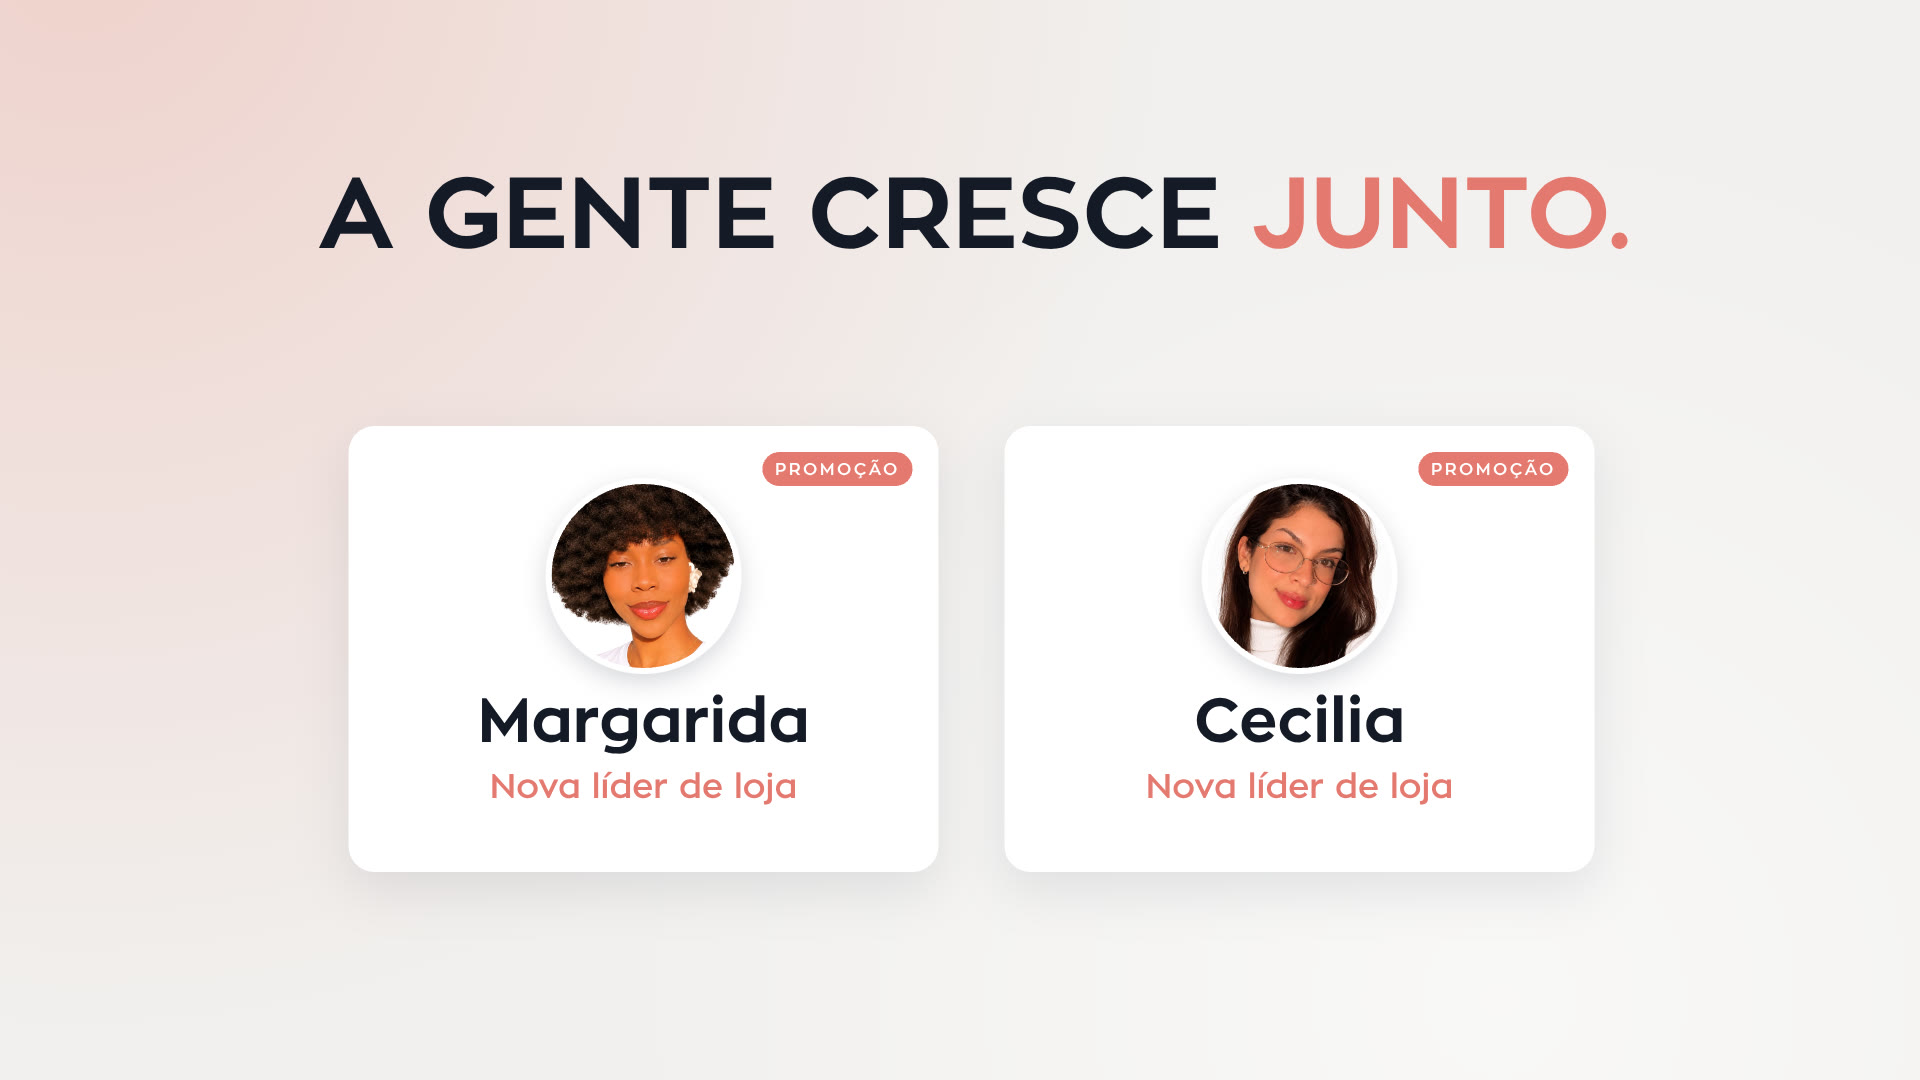 A GENTE CRESCE JUNTO.
PROMOÇÃO
Margarida
Nova líder de loja
PROMOÇÃO
Cecilia
Nova líder de loja